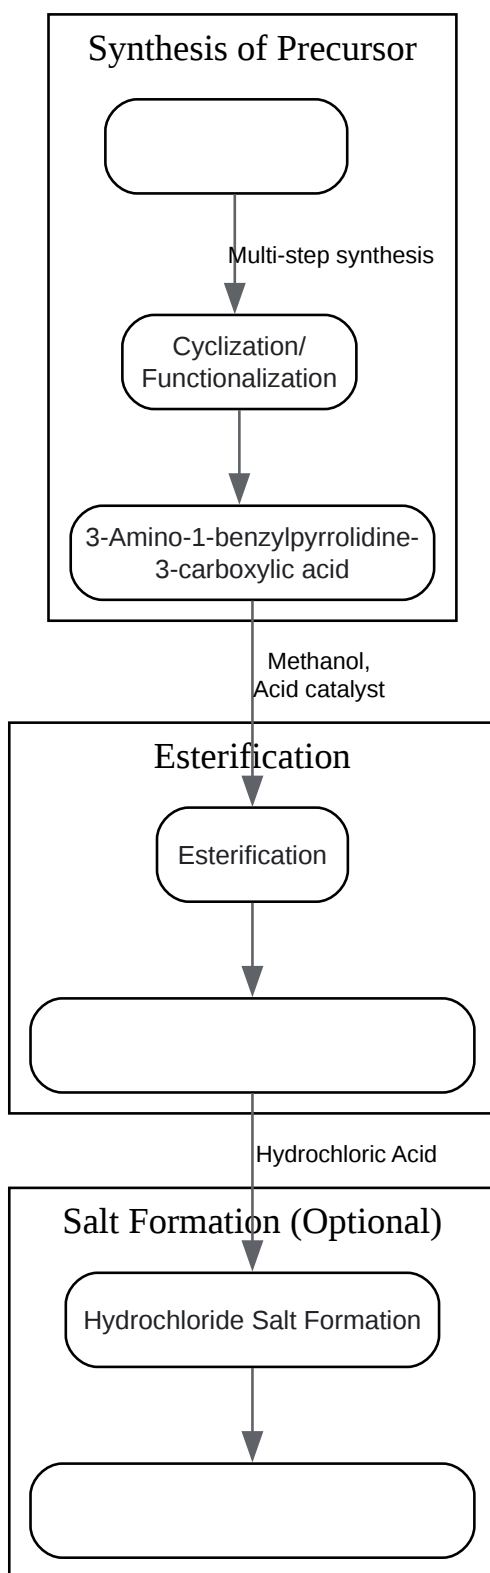 Synthesis of Precursor
Multi-step synthesis
Cyclization/
Functionalization
3-Amino-1-benzylpyrrolidine-
3-carboxylic acid
Methanol,
Acid catalyst
Esterification
Esterification
Hydrochloric Acid
Salt Formation (Optional)
Hydrochloride Salt Formation